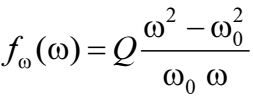 f_ω(ω) = Q (ω² − ω₀²) / (ω₀ ω)